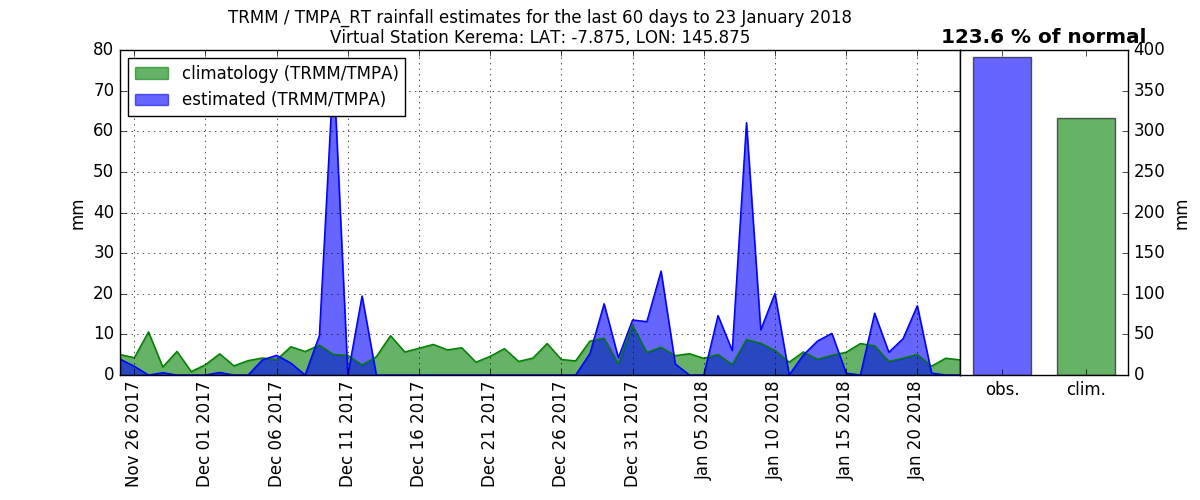 TRMM / TMPA_RT rainfall estimates for the last 60 days to 23 January 2018
Virtual Station Kerema: LAT: -7.875, LON: 145.875
123.6 % of normal
climatology (TRMM/TMPA)
estimated (TRMM/TMPA)
mm
80
70
60
50
40
30
20
10
0
Nov 26 2017
Dec 01 2017
Dec 06 2017
Dec 11 2017
Dec 16 2017
Dec 21 2017
Dec 26 2017
Dec 31 2017
Jan 05 2018
Jan 10 2018
Jan 15 2018
Jan 20 2018
obs.
clim.
400
350
300
250
200
150
100
50
0
mm